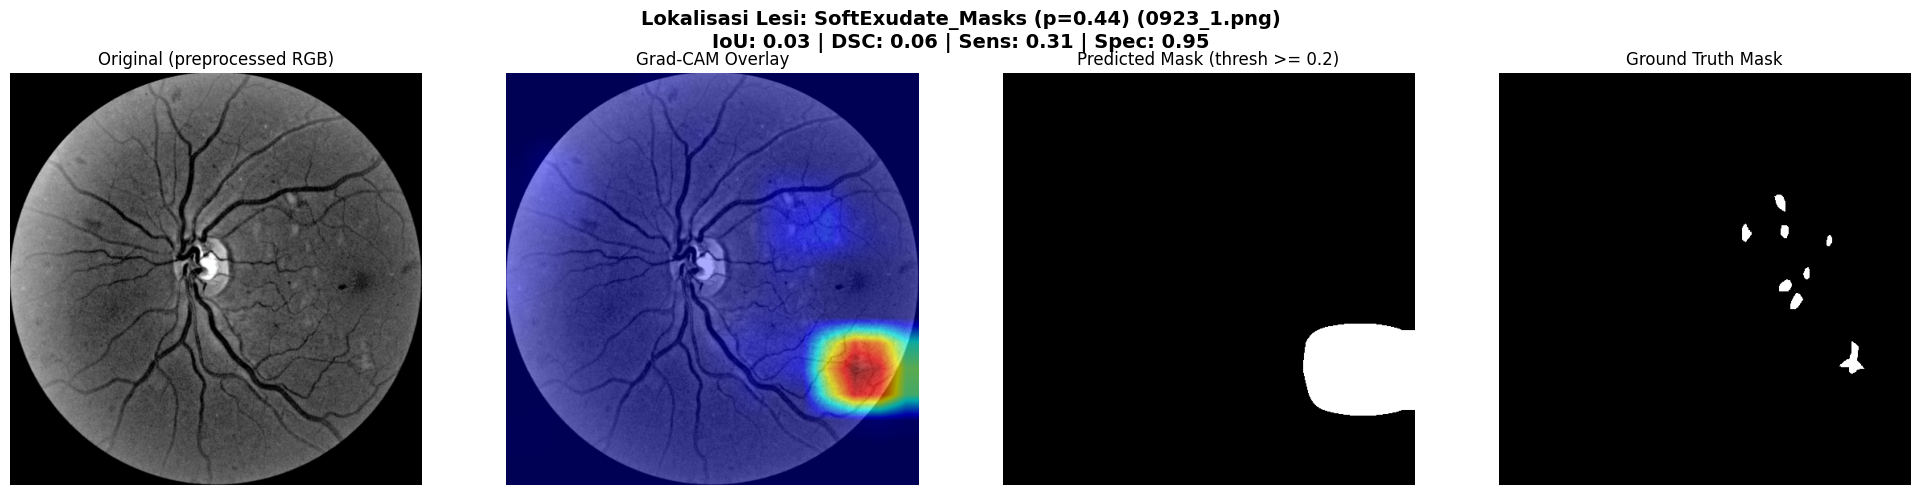 Lokalisasi Lesi: SoftExudate_Masks (p=0.44) (0923_1.png)
IoU: 0.03 | DSC: 0.06 | Sens: 0.31 | Spec: 0.95
Original (preprocessed RGB)
Grad-CAM Overlay
Predicted Mask (thresh >= 0.2)
Ground Truth Mask